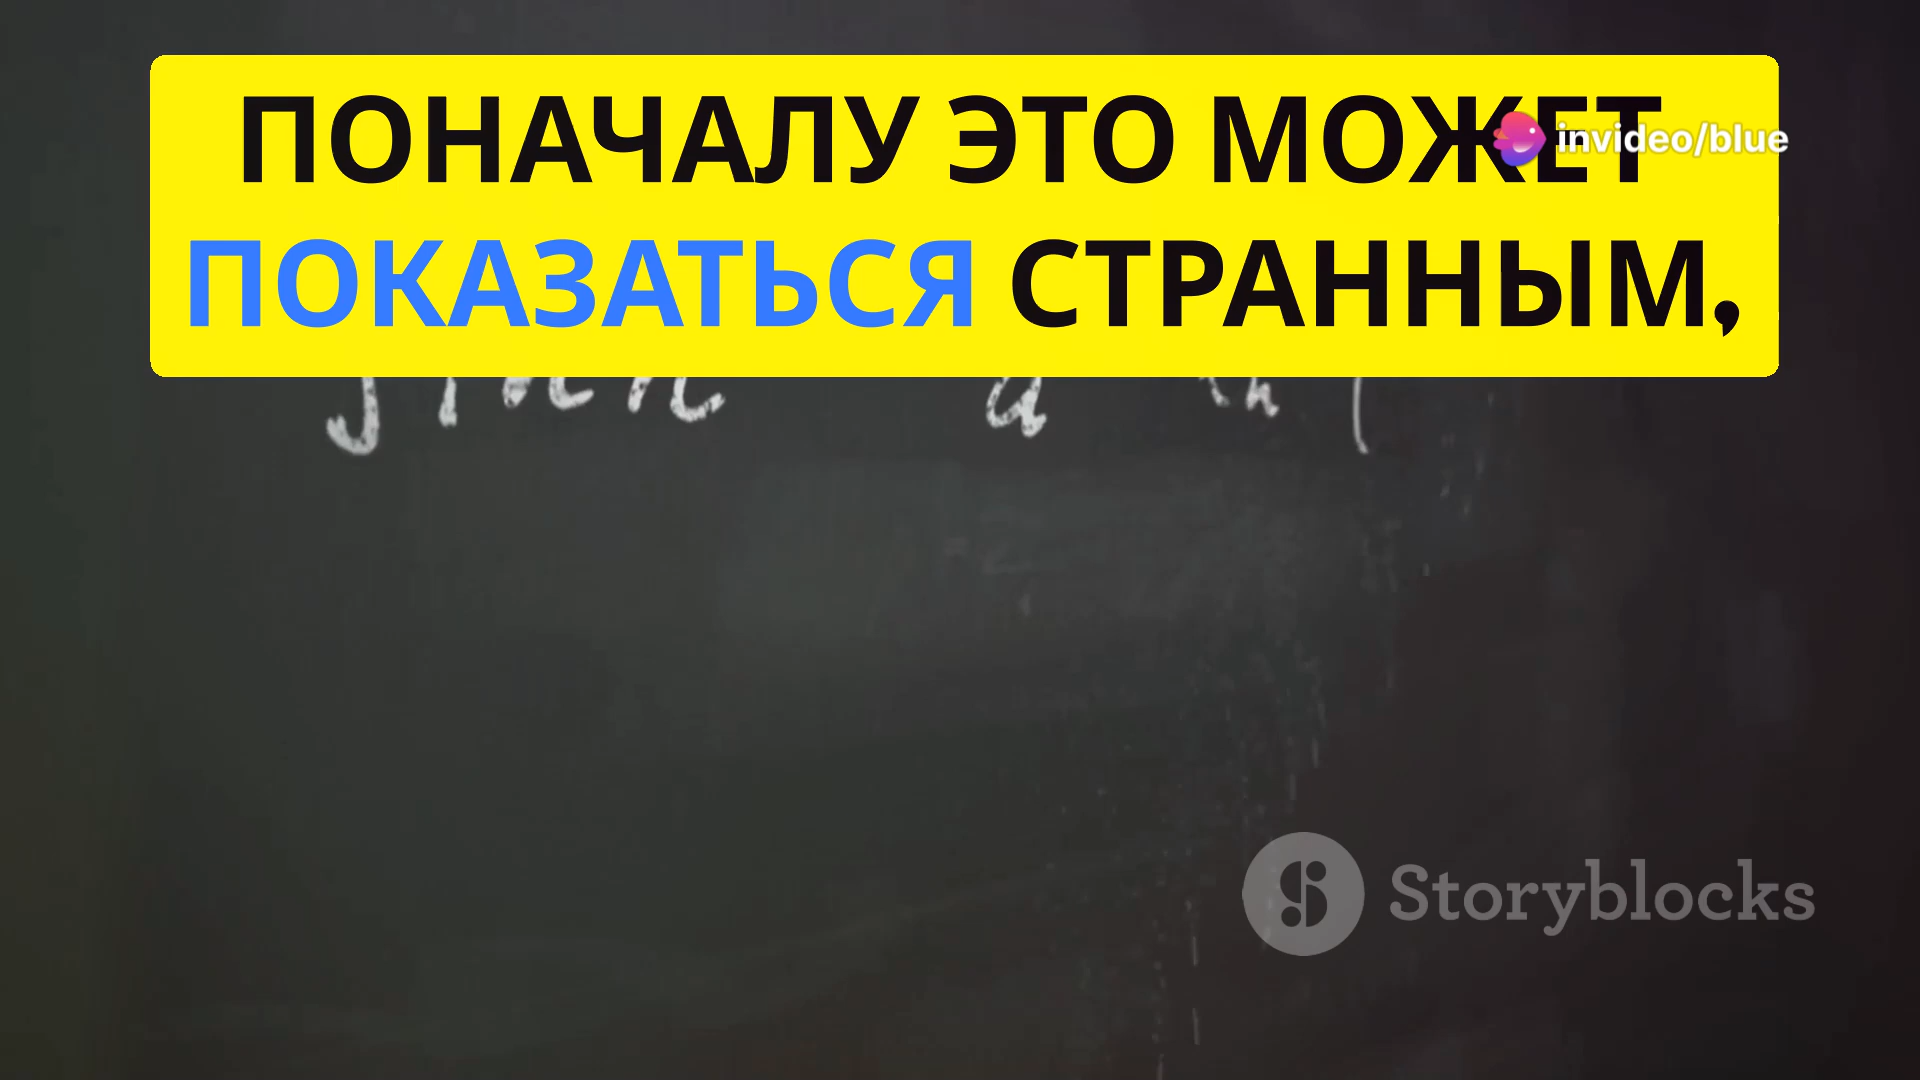 ПОНАЧАЛУ ЭТО МОЖЕТ
invideo/blue
ПОКАЗАТЬСЯ СТРАННЫМ,
Storyblocks